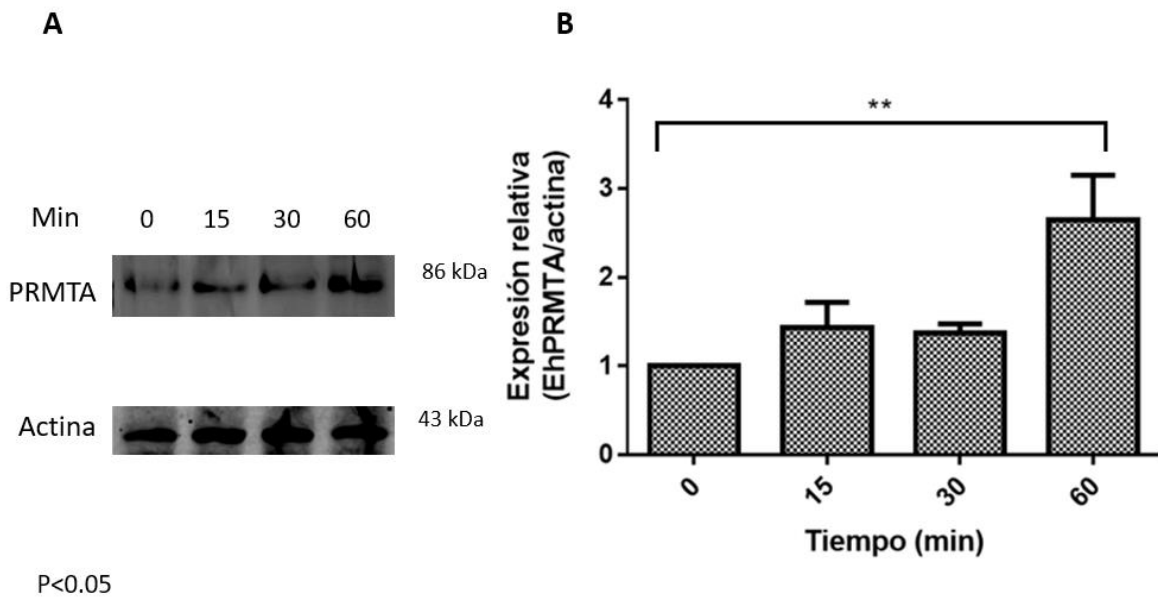 A
Min 0 15 30 60
PRMTA
86 kDa
Actina
43 kDa
P<0.05
B
Expresión relativa
(EhPRMTA/actina)
4
3
2
1
0
**
0 15 30 60
Tiempo (min)